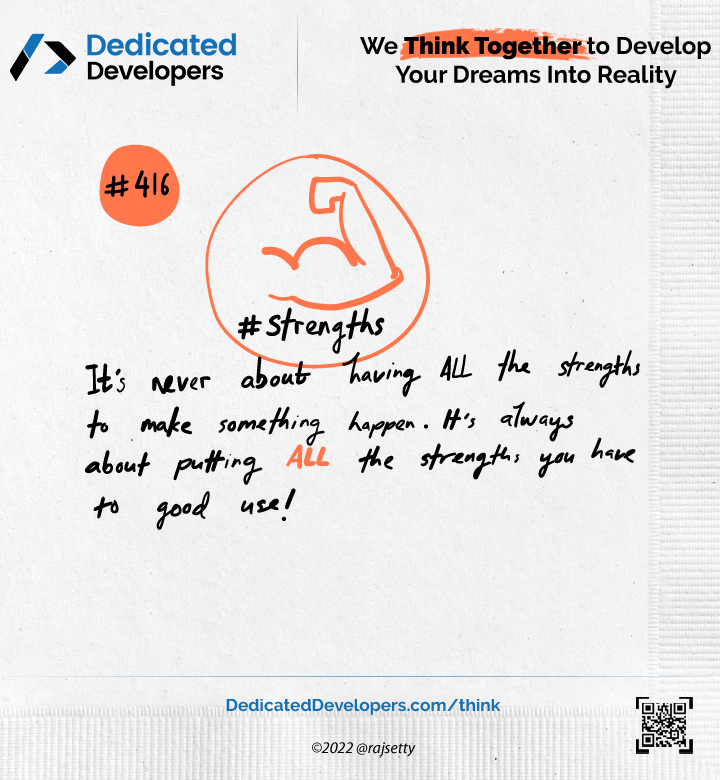 Dedicated
Developers
We Think Together to Develop
Your Dreams Into Reality
#416
#Strengths
It's never about having ALL the strengths
to make something happen. It's always
about putting ALL the strengths you have
to good use!
DedicatedDevelopers.com/think
©2022 @rajsetty